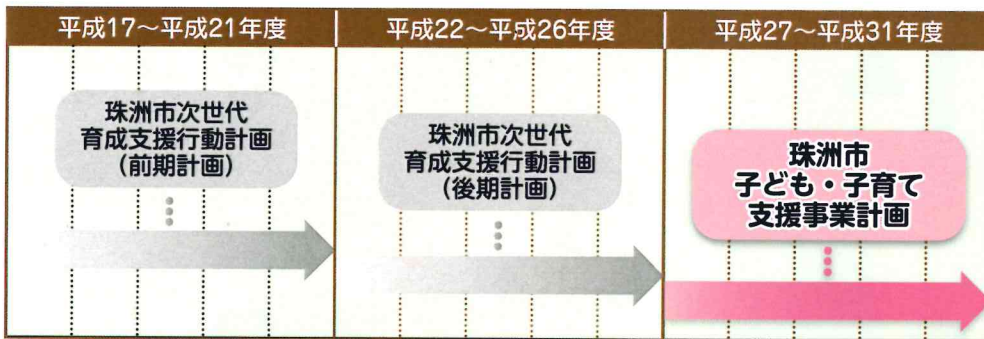 平成17〜平成21年度
平成22〜平成26年度
平成27〜平成31年度
珠洲市次世代
育成支援行動計画
(前期計画)
珠洲市次世代
育成支援行動計画
(後期計画)
珠洲市
子ども・子育て
支援事業計画